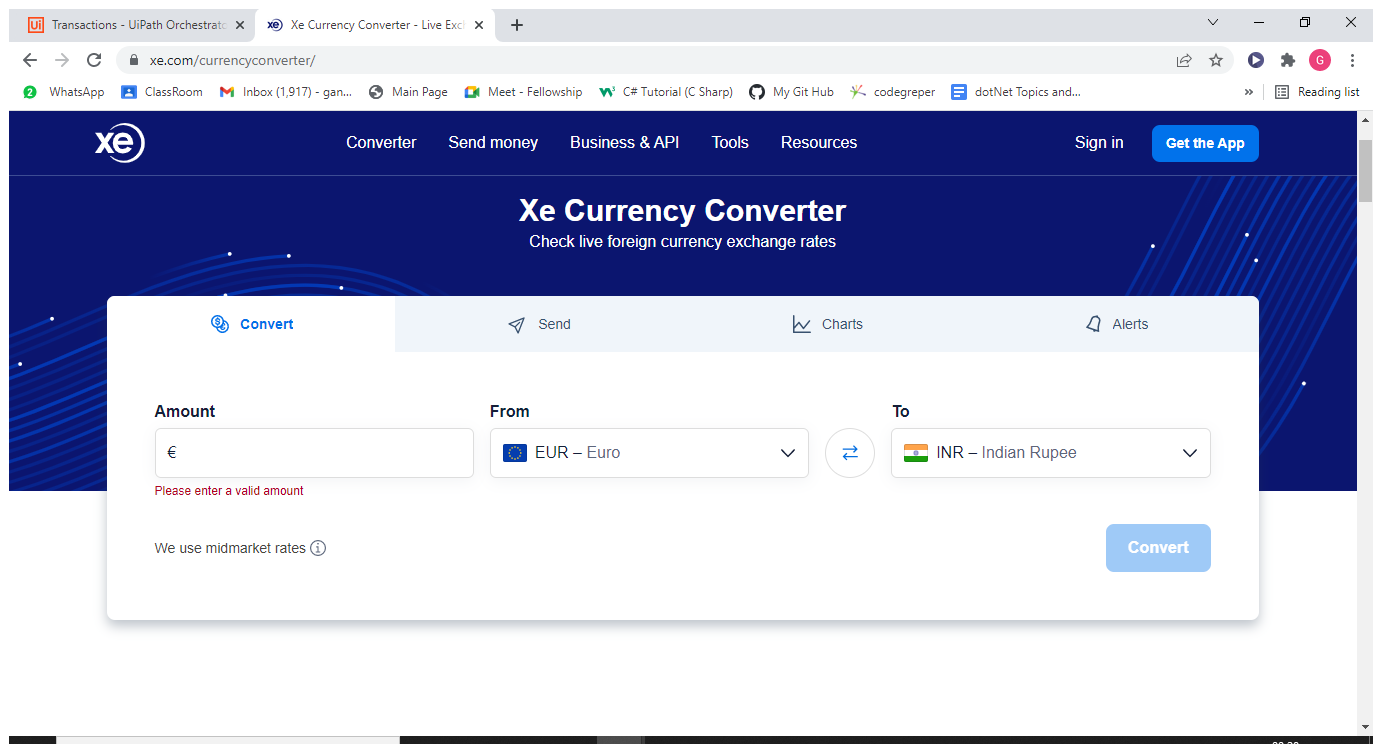 Ui Transactions - UiPath Orchestrato
xe Xe Currency Converter - Live Exc
xe.com/currencyconverter/
G
2 WhatsApp ClassRoom Inbox (1,917) - gan... Main Page Meet - Fellowship C# Tutorial (C Sharp) My Git Hub codegreper dotNet Topics and... » Reading list
xe Converter Send money Business & API Tools Resources Sign in Get the App
Xe Currency Converter
Check live foreign currency exchange rates
Convert Send Charts Alerts
Amount From To
€ EUR – Euro INR – Indian Rupee
Please enter a valid amount
We use midmarket rates Convert